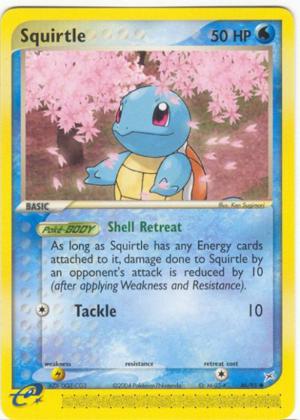 Squirtle 50 HP
Illus. Ken Sugimori
BASIC
Poké-BODY Shell Retreat
As long as Squirtle has any Energy cards
attached to it, damage done to Squirtle by
an opponent's attack is reduced by 10
(after applying Weakness and Resistance).
Tackle 10
weakness resistance retreat cost
©2004 Pokémon/Nintendo 46/95
e